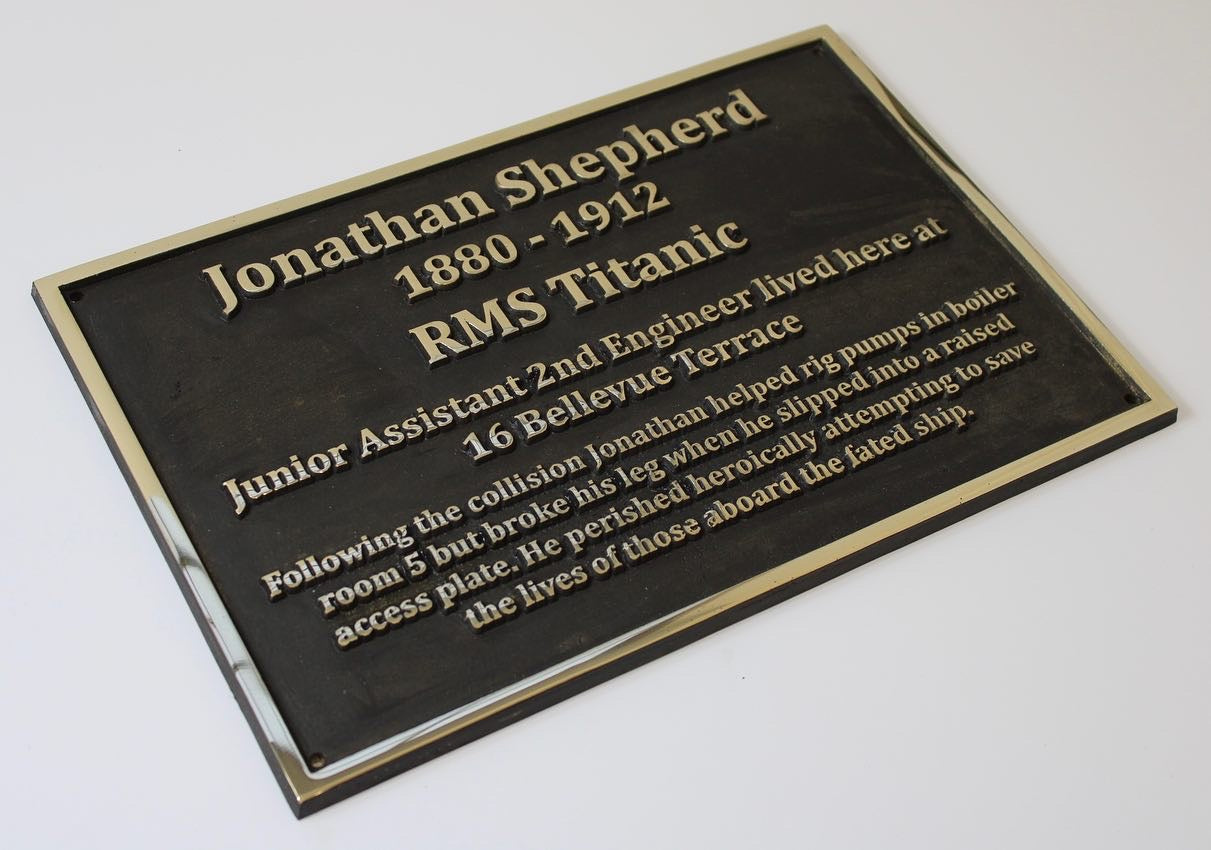 Jonathan Shepherd
1880 - 1912
RMS Titanic
Junior Assistant 2nd Engineer lived here at
16 Bellevue Terrace
Following the collision Jonathan helped rig pumps in boiler
room 5 but broke his leg when he slipped into a raised
access plate. He perished heroically attempting to save
the lives of those aboard the fated ship.